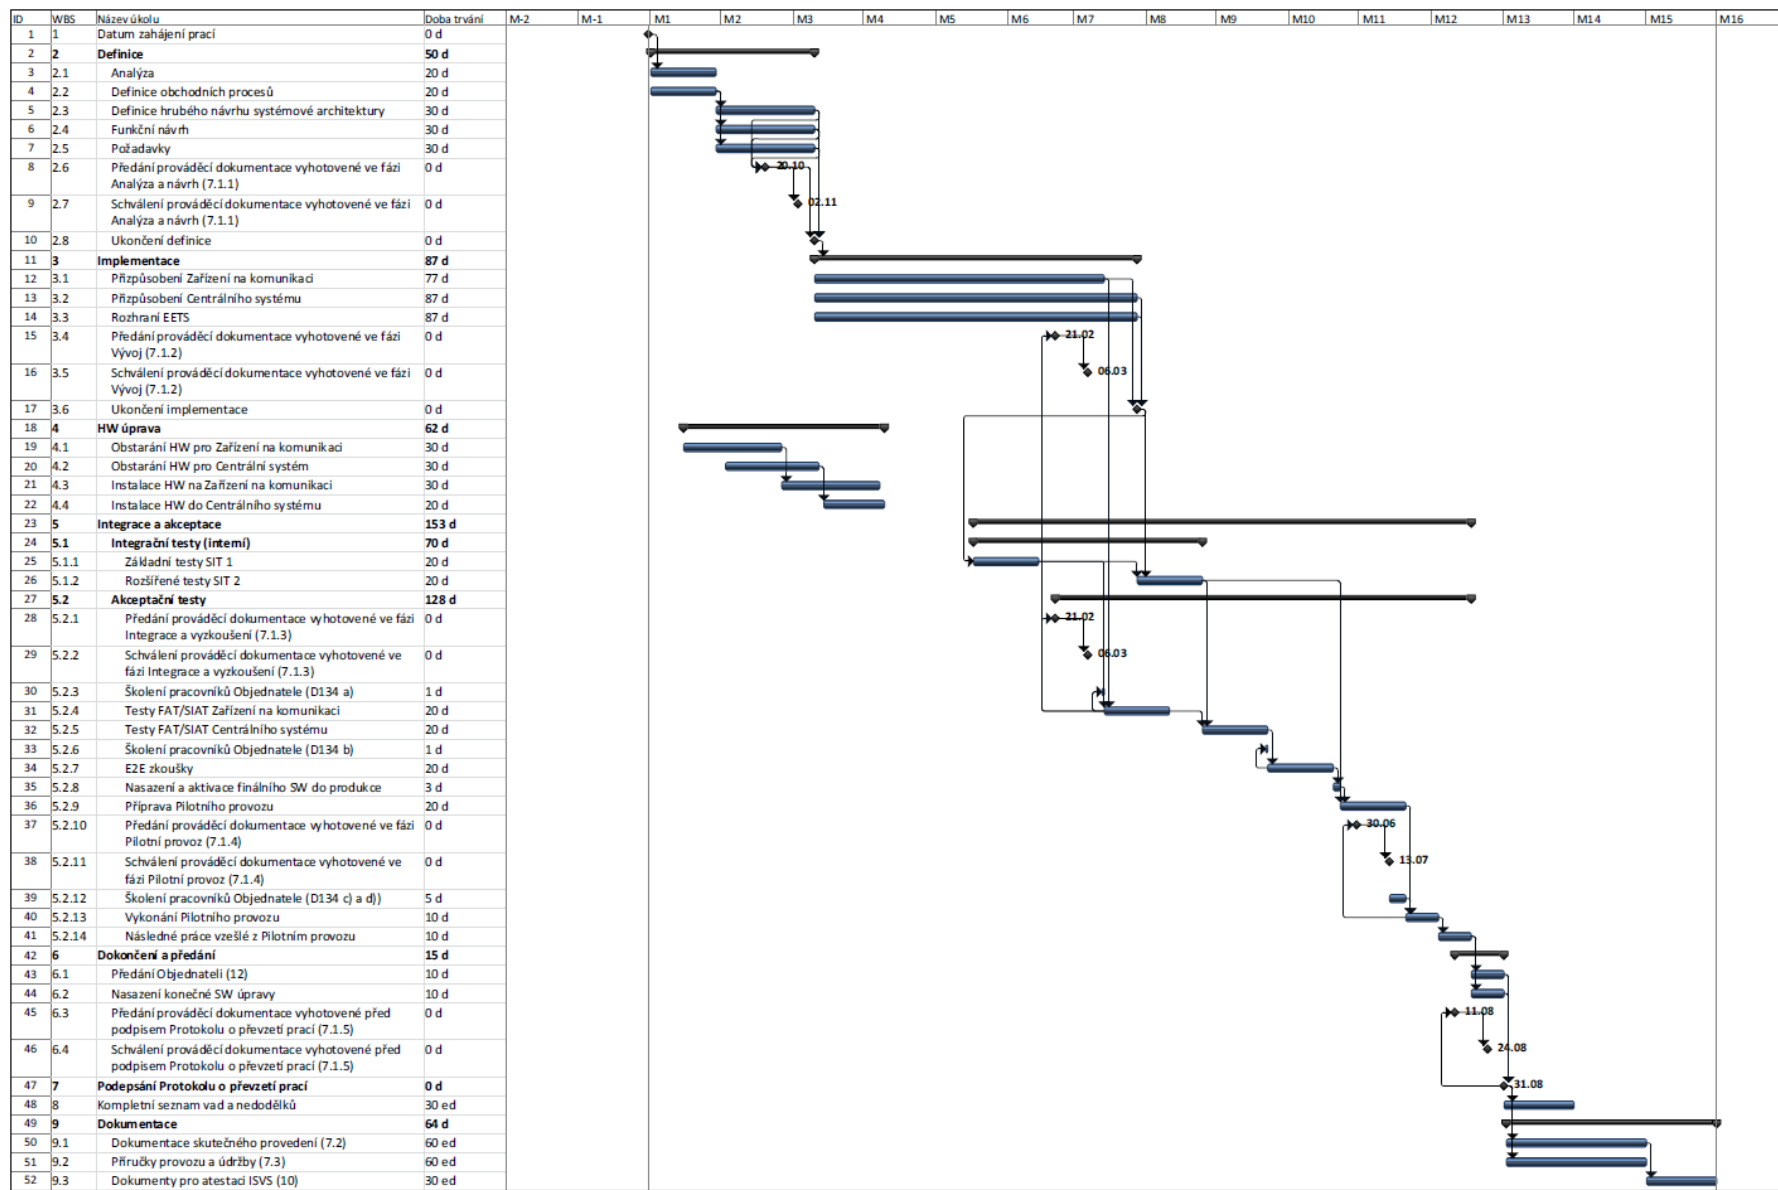 ID WBS Název úkolu Doba trvání M-2 M-1 M1 M2 M3 M4 M5 M6 M7 M8 M9 M10 M11 M12 M13 M14 M15 M16
1 1 Datum zahájení prací 0 d
2 2 Definice 50 d
3 2.1 Analýza 20 d
4 2.2 Definice obchodních procesů 20 d
5 2.3 Definice hrubého návrhu systémové architektury 30 d
6 2.4 Funkční návrh 30 d
7 2.5 Požadavky 30 d
8 2.6 Předání prováděcí dokumentace vyhotovené ve fázi 0 d 20.10
Analýza a návrh (7.1.1)
9 2.7 Schválení prováděcí dokumentace vyhotovené ve fázi 0 d 02.11
Analýza a návrh (7.1.1)
10 2.8 Ukončení definice 0 d
11 3 Implementace 87 d
12 3.1 Přizpůsobení Zařízení na komunikaci 77 d
13 3.2 Přizpůsobení Centrálního systému 87 d
14 3.3 Rozhraní EETS 87 d
15 3.4 Předání prováděcí dokumentace vyhotovené ve fázi 0 d 21.02
Vývoj (7.1.2)
16 3.5 Schválení prováděcí dokumentace vyhotovené ve fázi 0 d 06.03
Vývoj (7.1.2)
17 3.6 Ukončení implementace 0 d
18 4 HW úprava 62 d
19 4.1 Obstarání HW pro Zařízení na komunikaci 30 d
20 4.2 Obstarání HW pro Centrální systém 30 d
21 4.3 Instalace HW na Zařízení na komunikaci 30 d
22 4.4 Instalace HW do Centrálního systému 20 d
23 5 Integrace a akceptace 153 d
24 5.1 Integrační testy (interní) 70 d
25 5.1.1 Základní testy SIT 1 20 d
26 5.1.2 Rozšířené testy SIT 2 20 d
27 5.2 Akceptační testy 128 d
28 5.2.1 Předání prováděcí dokumentace vyhotovené ve fázi 0 d 21.02
Integrace a vyzkoušení (7.1.3)
29 5.2.2 Schválení prováděcí dokumentace vyhotovené ve 0 d 06.03
fázi Integrace a vyzkoušení (7.1.3)
30 5.2.3 Školení pracovníků Objednatele (D134 a) 1 d
31 5.2.4 Testy FAT/SIAT Zařízení na komunikaci 20 d
32 5.2.5 Testy FAT/SIAT Centrálního systému 20 d
33 5.2.6 Školení pracovníků Objednatele (D134 b) 1 d
34 5.2.7 E2E zkoušky 20 d
35 5.2.8 Nasazení a aktivace finálního SW do produkce 3 d
36 5.2.9 Příprava Pilotního provozu 20 d
37 5.2.10 Předání prováděcí dokumentace vyhotovené ve fázi 0 d 30.06
Pilotní provoz (7.1.4)
38 5.2.11 Schválení prováděcí dokumentace vyhotovené ve 0 d 13.07
fázi Pilotní provoz (7.1.4)
39 5.2.12 Školení pracovníků Objednatele (D134 c) a d)) 5 d
40 5.2.13 Vykonání Pilotního provozu 10 d
41 5.2.14 Následné práce vzešlé z Pilotním provozu 10 d
42 6 Dokončení a předání 15 d
43 6.1 Předání Objednateli (12) 10 d
44 6.2 Nasazení konečné SW úpravy 10 d
45 6.3 Předání prováděcí dokumentace vyhotovené před 0 d 11.08
podpisem Protokolu o převzetí prací (7.1.5)
46 6.4 Schválení prováděcí dokumentace vyhotovené před 0 d 24.08
podpisem Protokolu o převzetí prací (7.1.5)
47 7 Podepsání Protokolu o převzetí prací 0 d 31.08
48 8 Kompletní seznam vad a nedodělků 30 ed
49 9 Dokumentace 64 d
50 9.1 Dokumentace skutečného provedení (7.2) 60 ed
51 9.2 Příručky provozu a údržby (7.3) 60 ed
52 9.3 Dokumenty pro atestaci ISVS (10) 30 ed